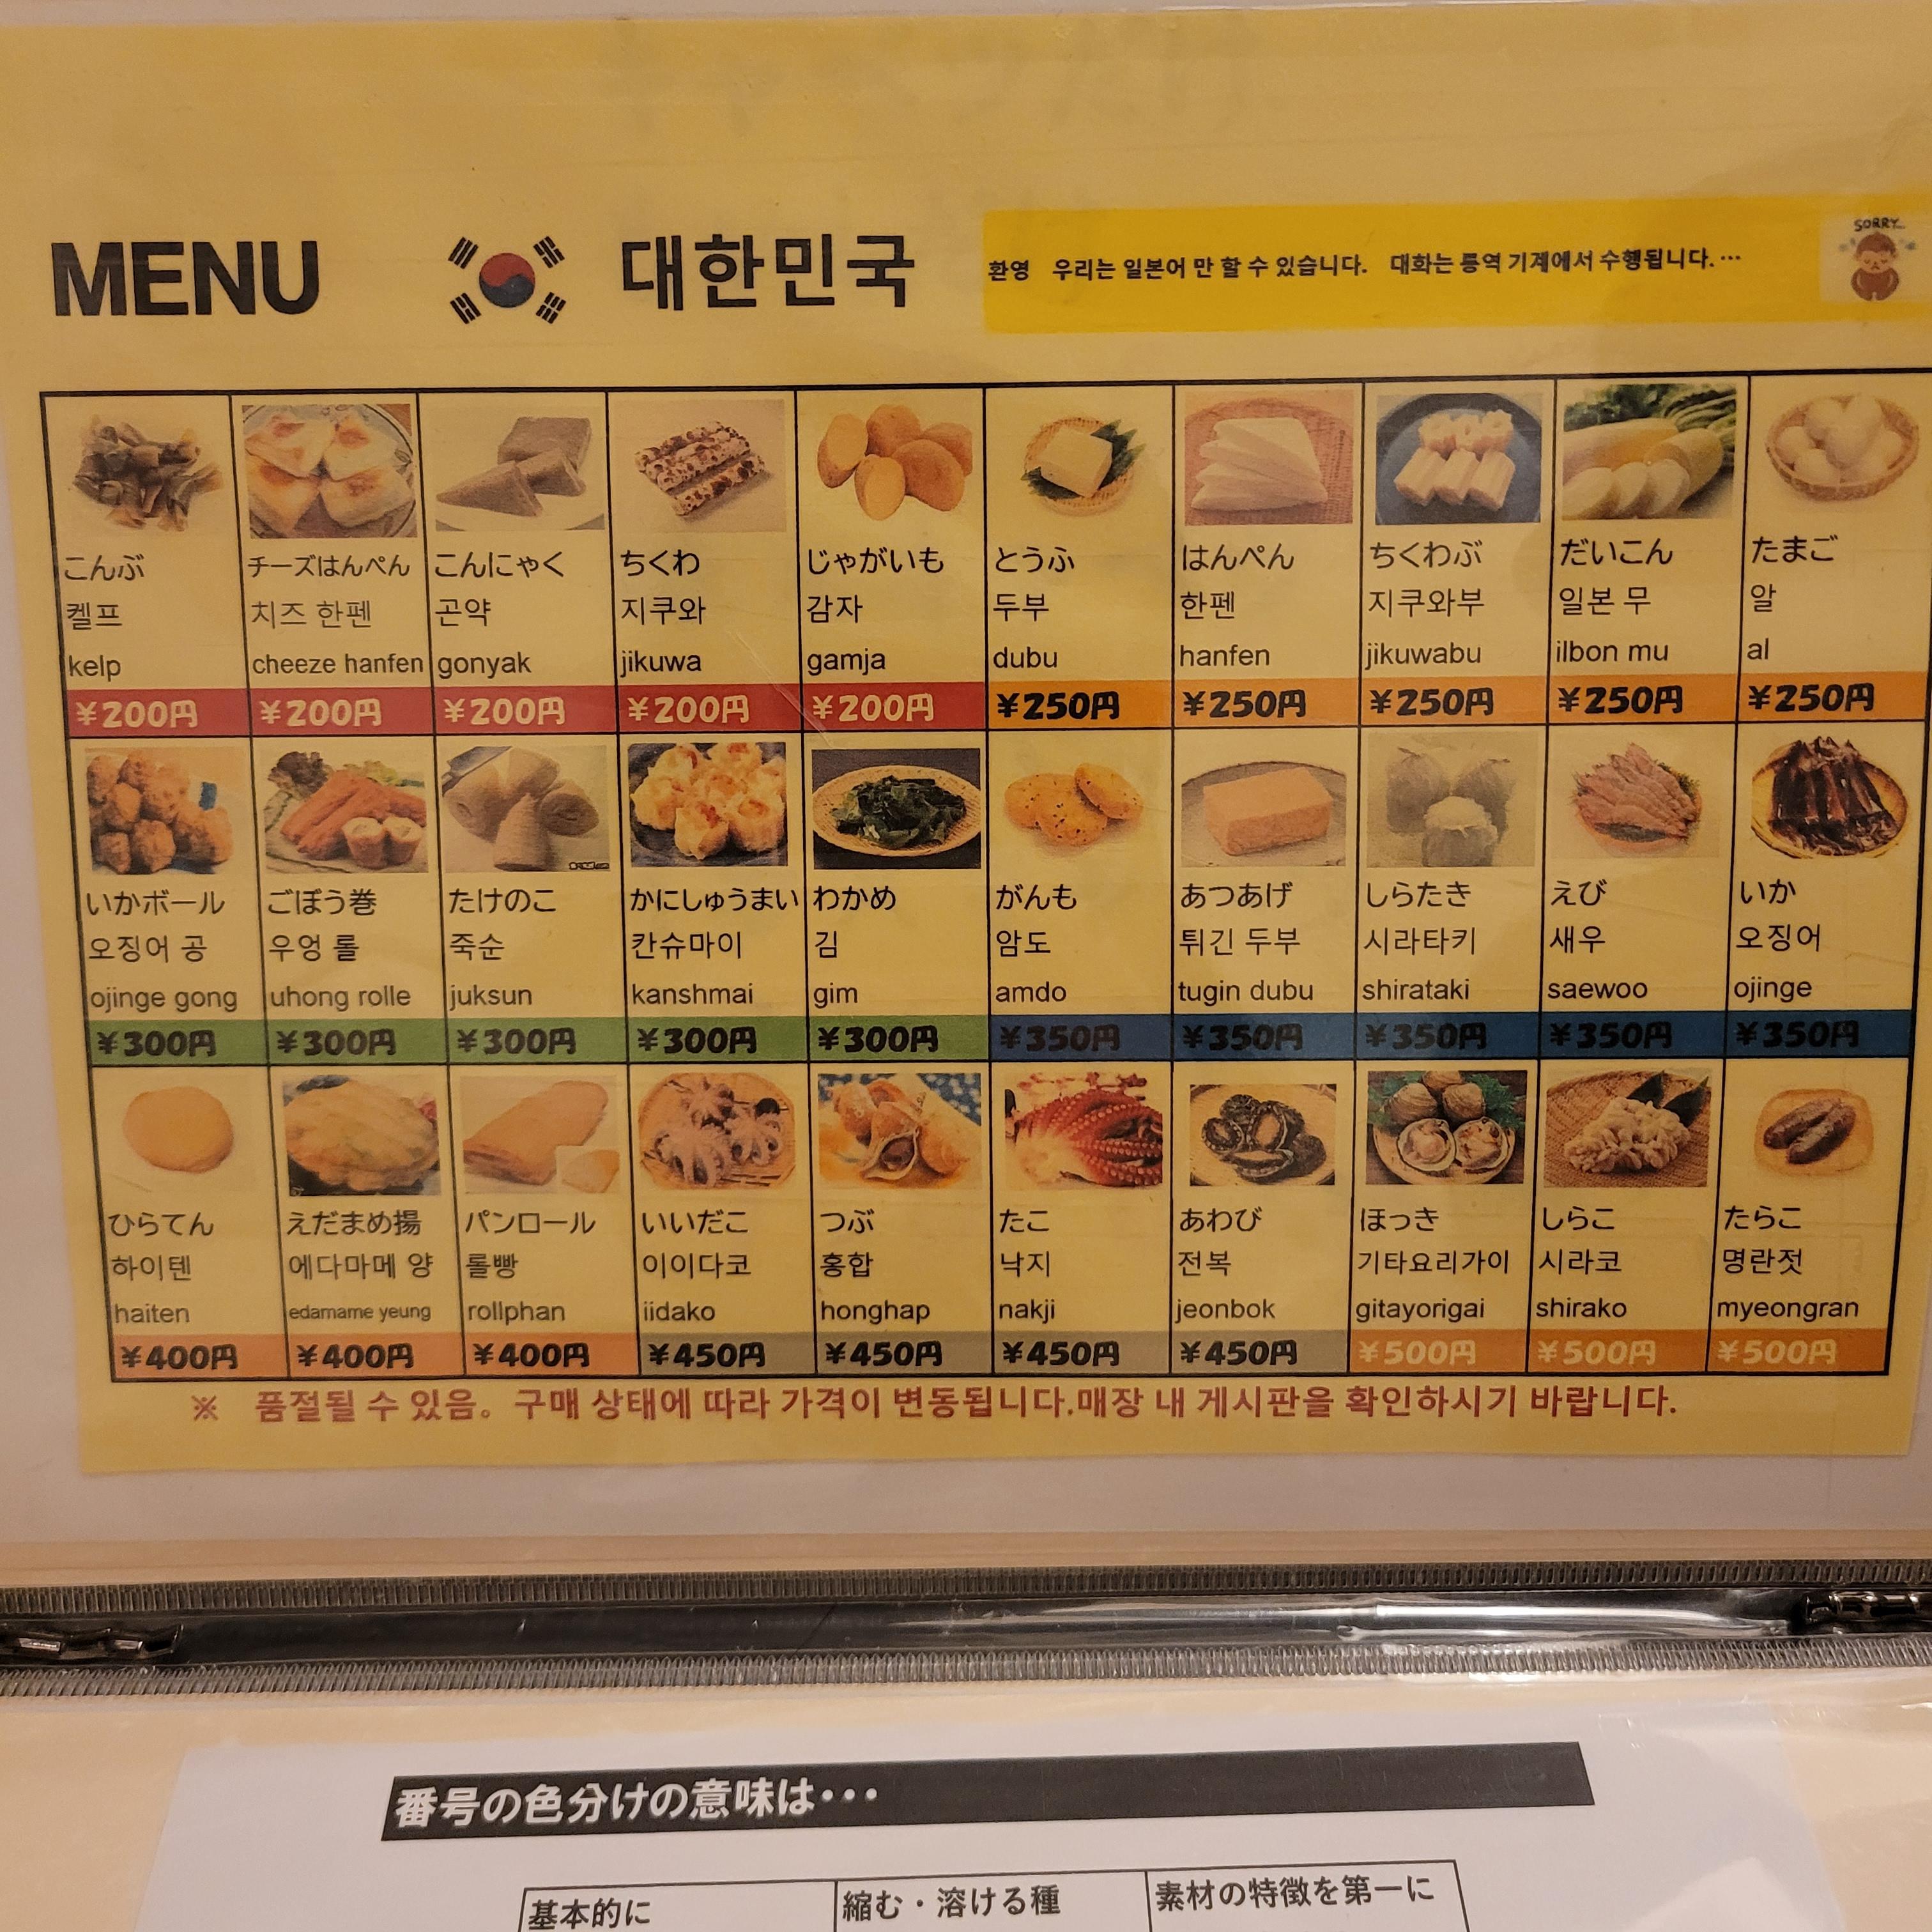 MENU
대한민국
환영 우리는 일본어 만 할 수 있습니다. 대화는 통역 기계에서 수행됩니다.…
SORRY...
こんぶ
켈프
kelp
￥200円
チーズはんぺん
치즈 한펜
cheeze hanfen
￥200円
こんにゃく
곤약
gonyak
￥200円
ちくわ
지쿠와
jikuwa
￥200円
じゃがいも
감자
gamja
￥200円
とうふ
두부
dubu
￥250円
はんぺん
한펜
hanfen
￥250円
ちくわぶ
지쿠와부
jikuwabu
￥250円
だいこん
일본 무
ilbon mu
￥250円
たまご
알
al
￥250円
いかボール
오징어 공
ojinge gong
￥300円
ごぼう巻
우엉 롤
uhong rolle
￥300円
たけのこ
죽순
juksun
￥300円
かにしゅうまい
칸슈마이
kanshmai
￥300円
わかめ
김
gim
￥300円
がんも
암도
amdo
￥350円
あつあげ
튀긴 두부
tugin dubu
￥350円
しらたき
시라타키
shirataki
￥350円
えび
새우
saewoo
￥350円
いか
오징어
ojinge
￥350円
ひらてん
하이텐
haiten
￥400円
えだまめ揚
에다마메 양
edamame yeung
￥400円
パンロール
롤빵
rollphan
￥400円
いいだこ
이이다코
iidako
￥450円
つぶ
홍합
honghap
￥450円
たこ
낙지
nakji
￥450円
あわび
전복
jeonbok
￥450円
ほっき
기타요리가이
gitayorigai
￥500円
しらこ
시라코
shirako
￥500円
たらこ
명란젓
myeongran
￥500円
※ 품절될 수 있음。구매 상태에 따라 가격이 변동됩니다.매장 내 게시판을 확인하시기 바랍니다.
番号の色分けの意味は･･･
基本的に
縮む・溶ける種
素材の特徴を第一に